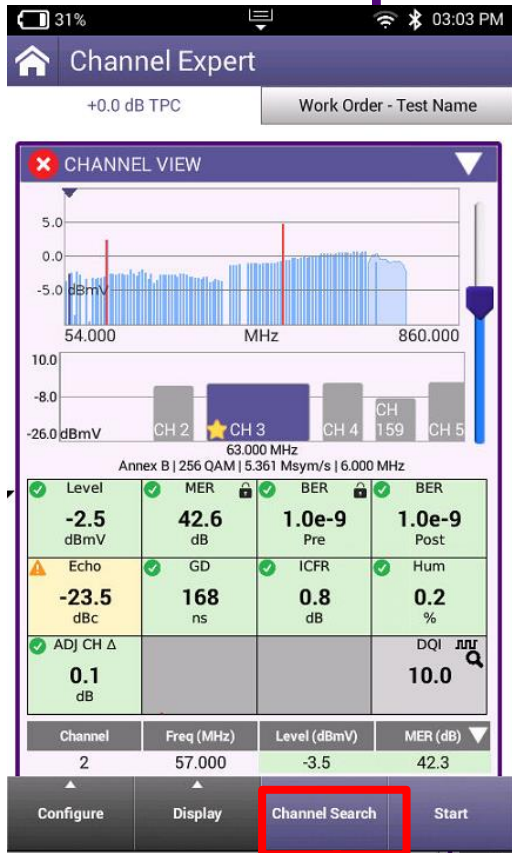 31% 03:03 PM
Channel Expert
+0.0 dB TPC Work Order - Test Name
CHANNEL VIEW
5.0
0.0
-5.0 dBmV
54.000 MHz 860.000
10.0
-8.0
CH
-26.0 dBmV CH 2 CH 3 CH 4 159 CH 5
63.000 MHz
Annex B | 256 QAM | 5.361 Msym/s | 6.000 MHz
Level MER BER BER
-2.5 42.6 1.0e-9 1.0e-9
dBmV dB Pre Post
Echo GD ICFR Hum
-23.5 168 0.8 0.2
dBc ns dB %
ADJ CH Δ DQI
0.1 10.0
dB
Channel Freq (MHz) Level (dBmV) MER (dB)
2 57.000 -3.5 42.3
Configure Display Channel Search Start